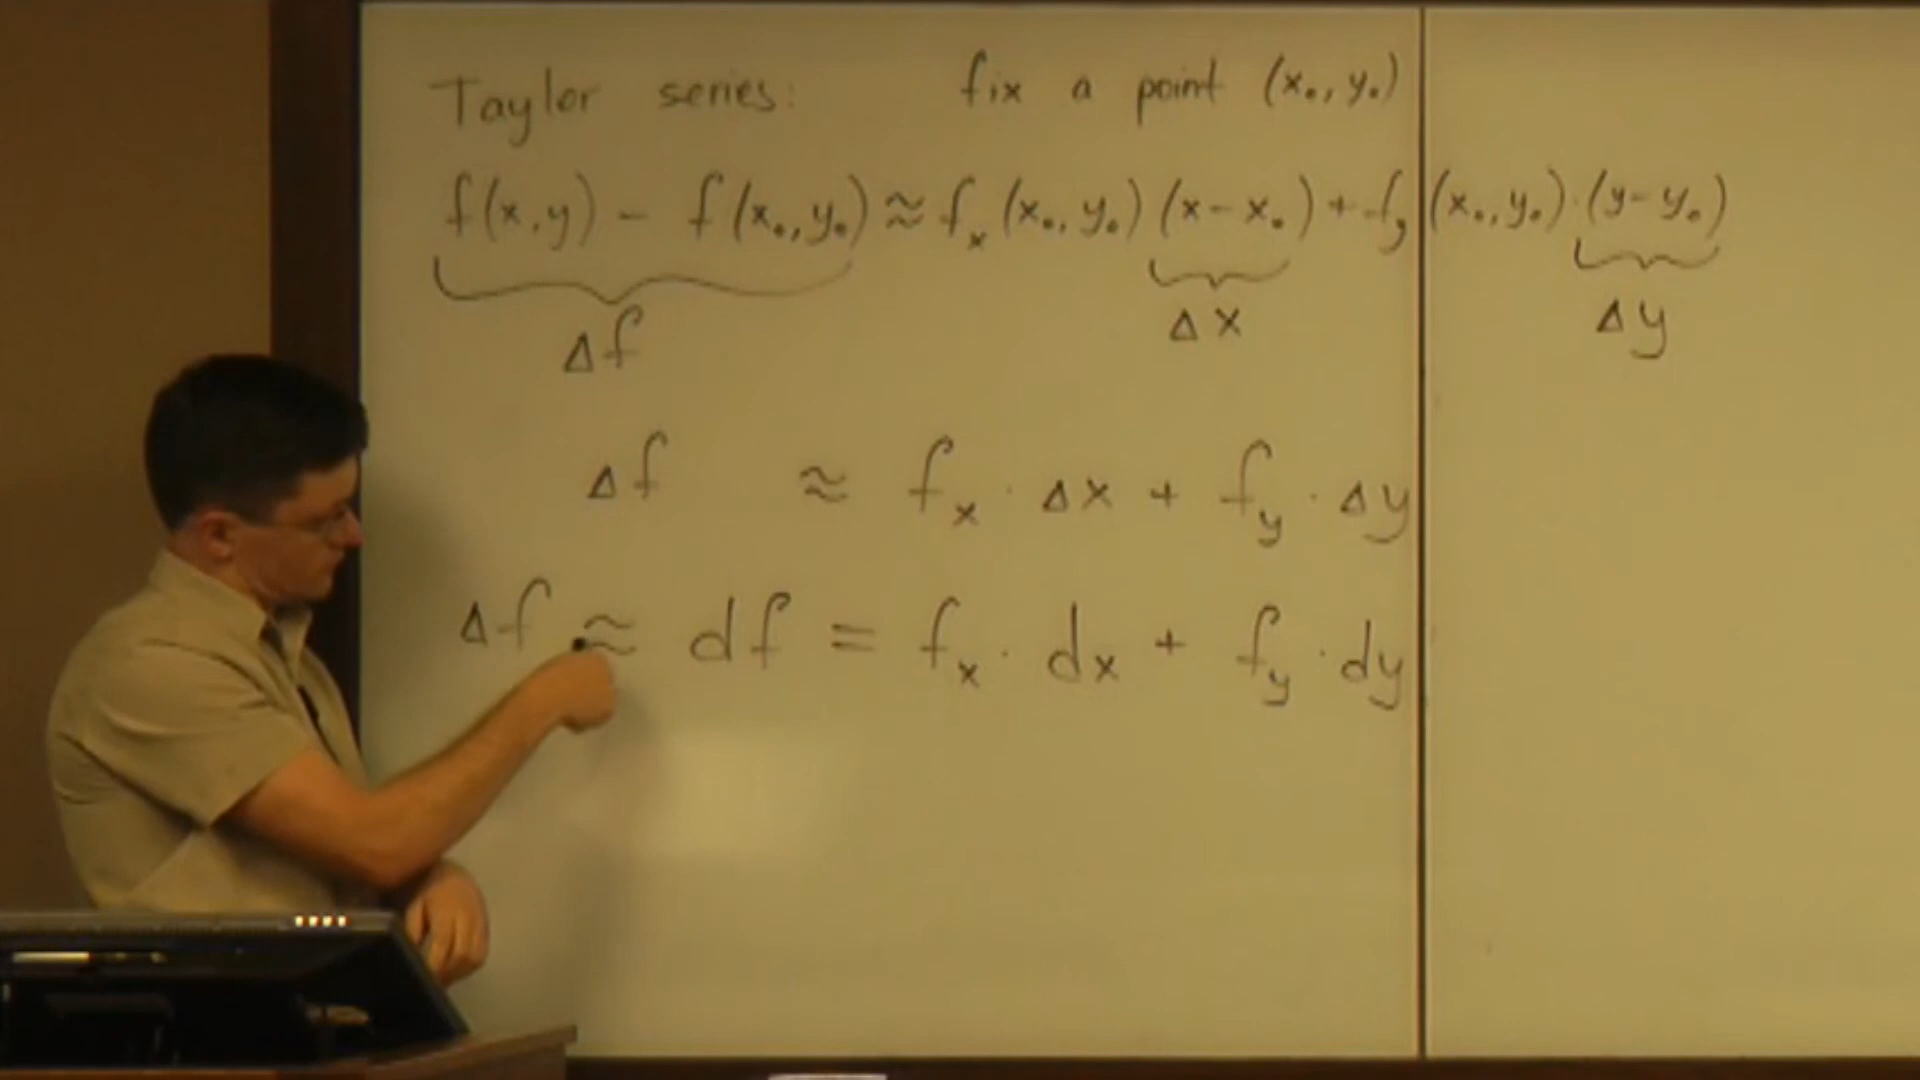 Taylor series: fix a point (x₀, y₀)
f(x,y) - f(x₀,y₀) ≈ fₓ(x₀,y₀)(x-x₀) + f_y(x₀,y₀)·(y-y₀)
Δf Δx Δy
Δf ≈ fₓ · Δx + f_y · Δy
Δf ≈ df = fₓ · dx + f_y · dy